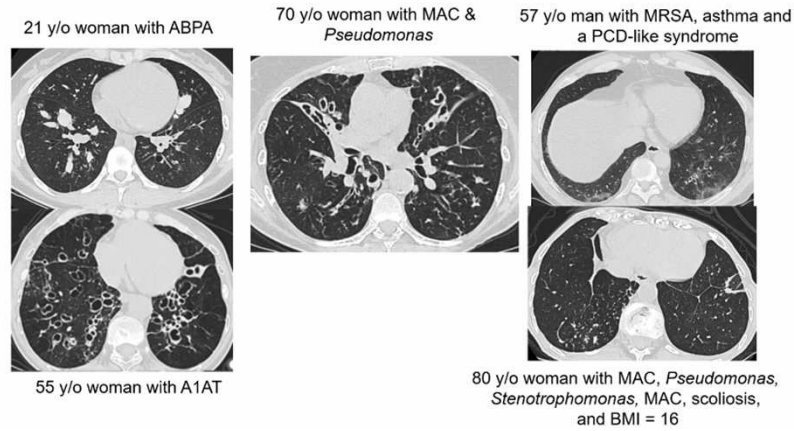 21 y/o woman with ABPA
70 y/o woman with MAC &
Pseudomonas
57 y/o man with MRSA, asthma and
a PCD-like syndrome
55 y/o woman with A1AT
80 y/o woman with MAC, Pseudomonas,
Stenotrophomonas, MAC, scoliosis,
and BMI = 16